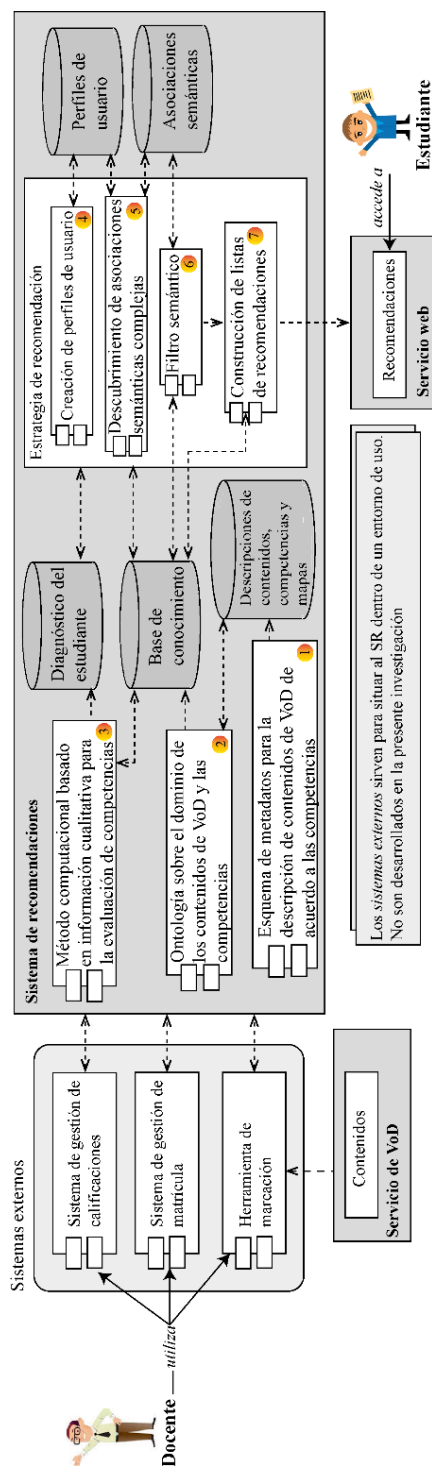 Docente
utiliza
Sistemas externos
Sistema de gestión de
calificaciones
Sistema de gestión de
matrícula
Herramienta de
marcación
Contenidos
Servicio de VoD
Sistema de recomendaciones
Método computacional basado
en información cualitativa para
la evaluación de competencias
3
Ontología sobre el dominio de
los contenidos de VoD y las
competencias
2
Esquema de metadatos para la
descripción de contenidos de VoD de
acuerdo a las competencias
1
Diagnóstico del
estudiante
Base de
conocimiento
Descripciones de
contenidos,
competencias y
mapas
Estrategia de recomendación
Creación de perfiles de usuario
4
Descubrimiento de asociaciones
semánticas complejas
5
Filtro semántico
6
Construcción de listas
de recomendaciones
7
Perfiles de
usuario
Asociaciones
semánticas
Los sistemas externos sirven para situar al SR dentro de un entorno de uso.
No son desarrollados en la presente investigación
Recomendaciones
Servicio web
accede a
Estudiante